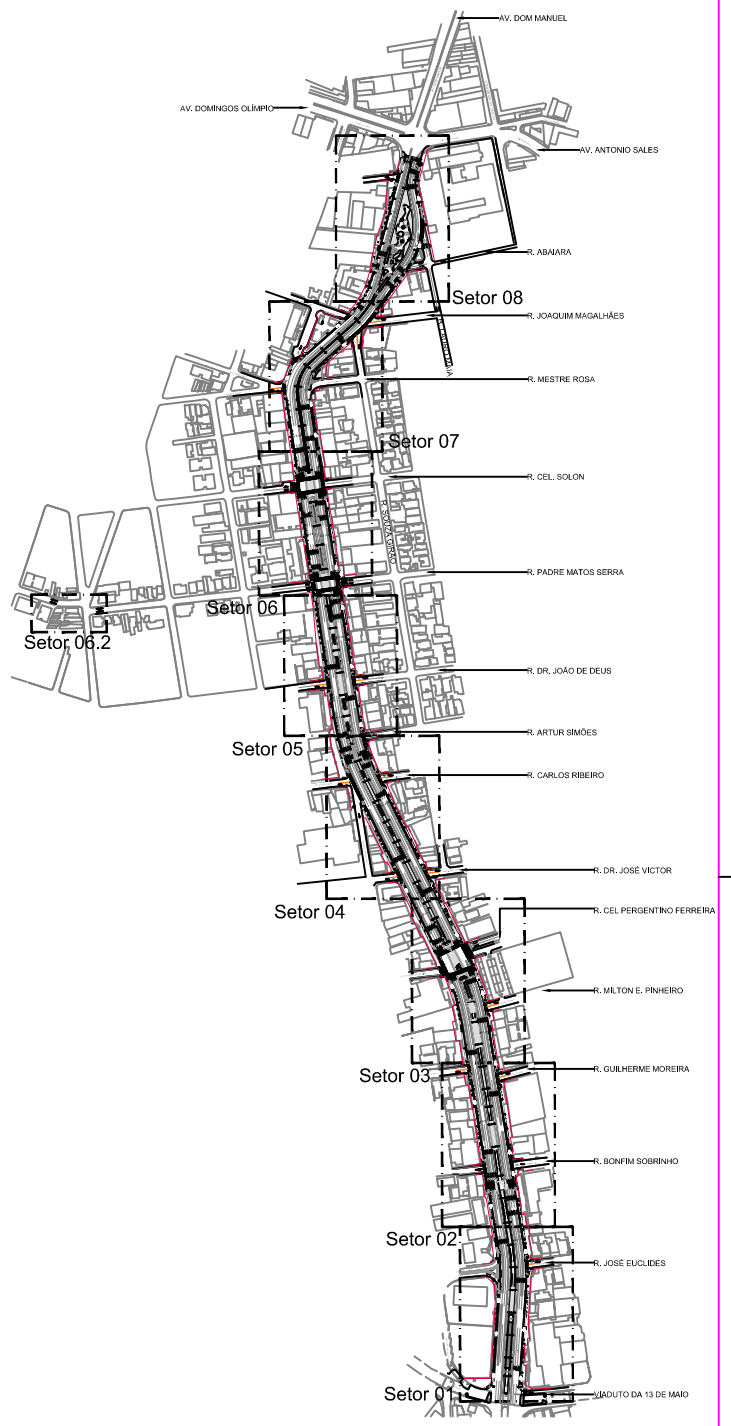 AV. DOM MANUEL
AV. DOMINGOS OLÍMPIO
AV. ANTONIO SALES
R. ABAIARA
Setor 08
R. JOAQUIM MAGALHÃES
R. MESTRE ROSA
Setor 07
R. CEL. SOLON
R. SOUZA GIRÃO
R. PADRE MATOS SERRA
Setor 06
Setor 06.2
R. DR. JOÃO DE DEUS
R. ARTUR SIMÕES
Setor 05
R. CARLOS RIBEIRO
R. DR. JOSÉ VICTOR
Setor 04
R. CEL PERGENTINO FERREIRA
R. MILTON E. PINHEIRO
R. GUILHERME MOREIRA
Setor 03
R. BONFIM SOBRINHO
Setor 02
R. JOSÉ EUCLIDES
Setor 01
VIADUTO DA 13 DE MAIO